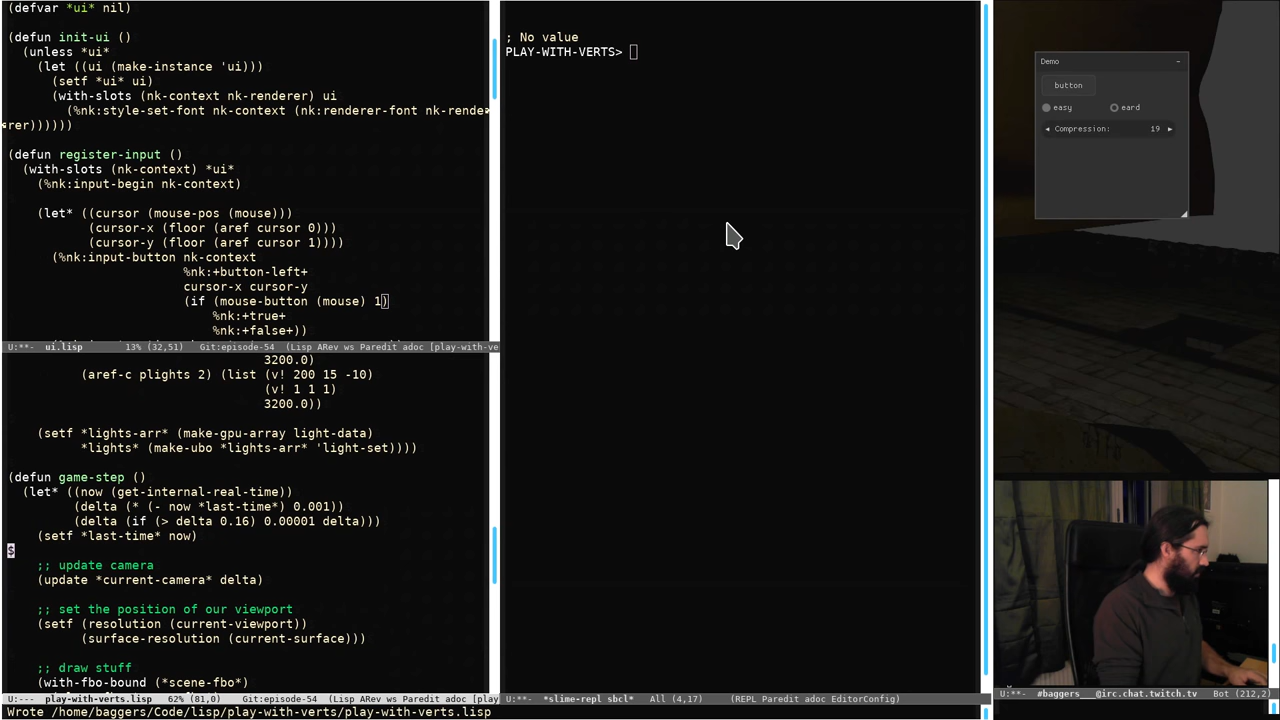 (defvar *ui* nil)
(defun init-ui ()
(unless *ui*
(let ((ui (make-instance 'ui)))
(setf *ui* ui)
(with-slots (nk-context nk-renderer) ui
(%nk:style-set-font nk-context (nk:renderer-font nk-rende
rer))))))
(defun register-input ()
(with-slots (nk-context) *ui*
(%nk:input-begin nk-context)
(let* ((cursor (mouse-pos (mouse)))
(cursor-x (floor (aref cursor 0)))
(cursor-y (floor (aref cursor 1))))
(%nk:input-button nk-context
%nk:+button-left+
cursor-x cursor-y
(if (mouse-button (mouse) 1)
%nk:+true+
%nk:+false+))
U:**- ui.lisp 13% (32,51) Git:episode-54 (Lisp ARev ws Paredit adoc [play-with-ve
3200.0)
(aref-c plights 2) (list (v! 200 15 -10)
(v! 1 1 1)
3200.0))
(setf *lights-arr* (make-gpu-array light-data)
*lights* (make-ubo *lights-arr* 'light-set))))
(defun game-step ()
(let* ((now (get-internal-real-time))
(delta (* (- now *last-time*) 0.001))
(delta (if (> delta 0.16) 0.00001 delta)))
(setf *last-time* now)
$
;; update camera
(update *current-camera* delta)
;; set the position of our viewport
(setf (resolution (current-viewport))
(surface-resolution (current-surface)))
;; draw stuff
(with-fbo-bound (*scene-fbo*)
U:--- play-with-verts.lisp 62% (81,0) Git:episode-54 (Lisp ARev ws Paredit adoc [play
Wrote /home/baggers/Code/lisp/play-with-verts/play-with-verts.lisp
; No value
PLAY-WITH-VERTS>
U:**- *slime-repl sbcl* All (4,17) (REPL Paredit adoc EditorConfig)
Demo -
button
easy eard
Compression: 19
U:**- #baggers___@irc.chat.twitch.tv Bot (212,2)